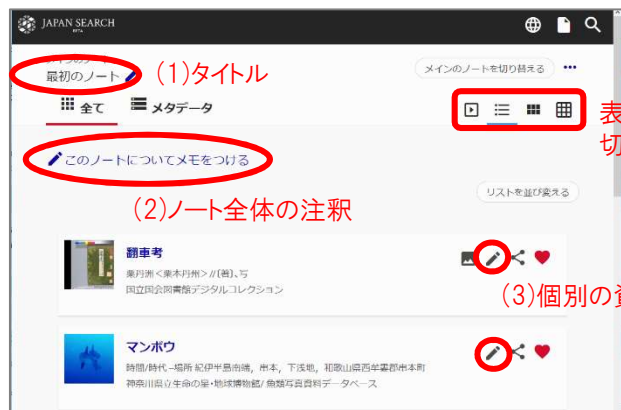 JAPAN SEARCH
BETA
最初のノート
(1)タイトル
メインのノートを切り替える
全て
メタデータ
表
切
このノートについてメモをつける
リストを並び変える
(2)ノート全体の注釈
翻車考
栗丹洲<栗本丹州>//[著]、写
国立国会図書館デジタルコレクション
(3)個別の資
マンボウ
時間/時代 –場所 紀伊半島南端, 串本, 下浅地, 和歌山県西牟婁郡串本町
神奈川県立生命の星・地球博物館/ 魚類写真資料データベース